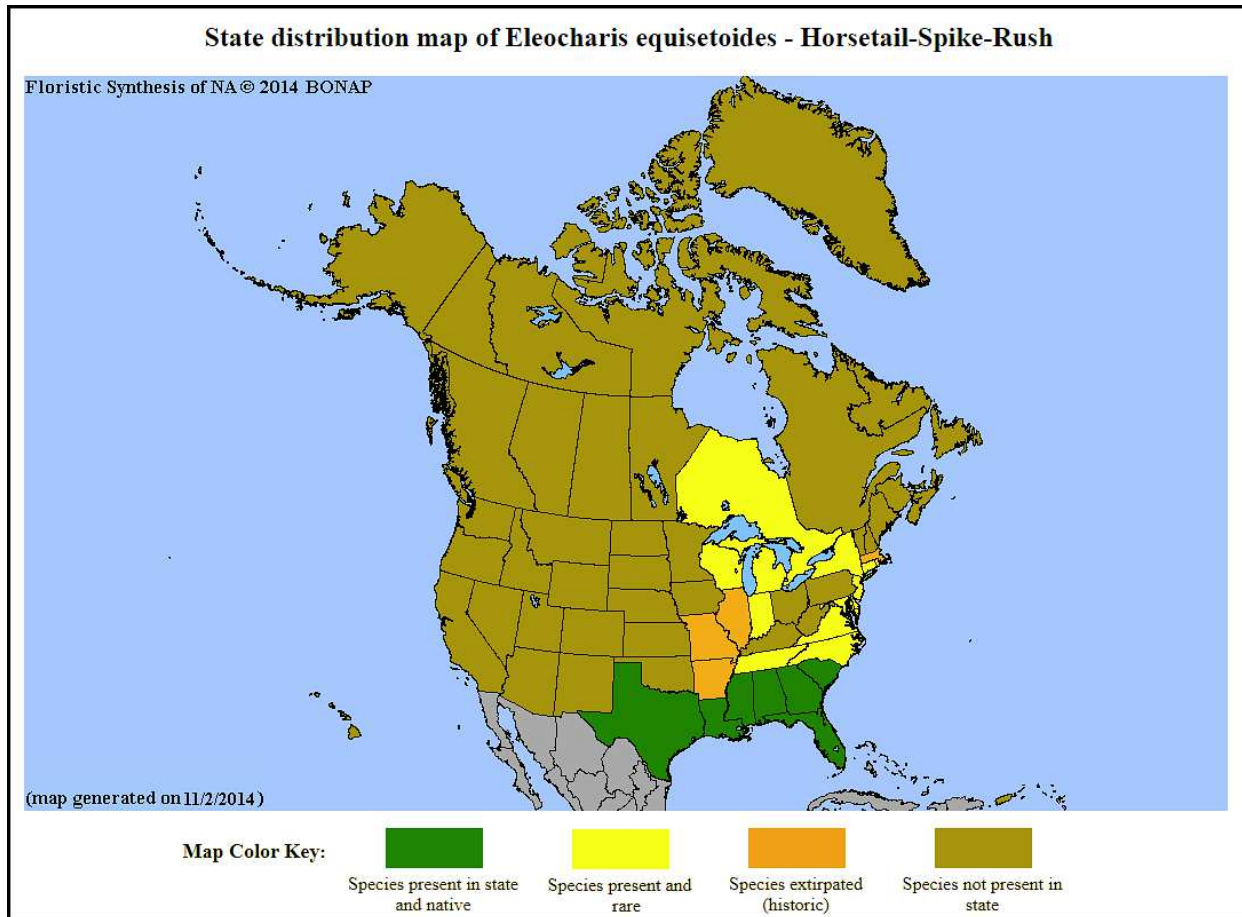 State distribution map of Eleocharis equisetoides - Horsetail-Spike-Rush
Floristic Synthesis of NA © 2014 BONAP
(map generated on 11/2/2014)
Map Color Key:
Species present in state
and native
Species present and
rare
Species extirpated
(historic)
Species not present in
state